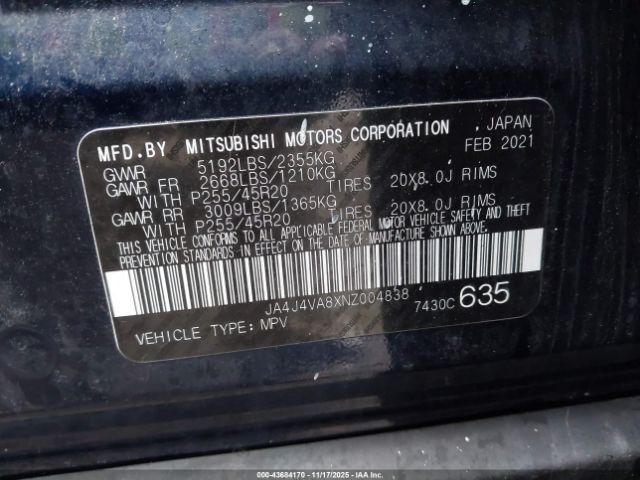 MFD.BY MITSUBISHI MOTORS CORPORATION , JAPAN
GVWR 5192LBS/2355KG FEB 2021
GAWR FR 2668LBS/1210KG
WITH P255/45R20 TIRES 20X8.0J RIMS
GAWR RR 3009LBS/1365KG
WITH P255/45R20 TIRES 20X8.0J RIMS
THIS VEHICLE CONFORMS TO ALL APPLICABLE FEDERAL MOTOR VEHICLE SAFETY AND THEFT
PREVENTION STANDARDS IN EFFECT ON THE DATE OF MANUFACTURE SHOWN ABOVE.
JA4J4VA8XNZ004838 7430C 635
VEHICLE TYPE: MPV
000-43684170 11/17/2025 IAAI.COM